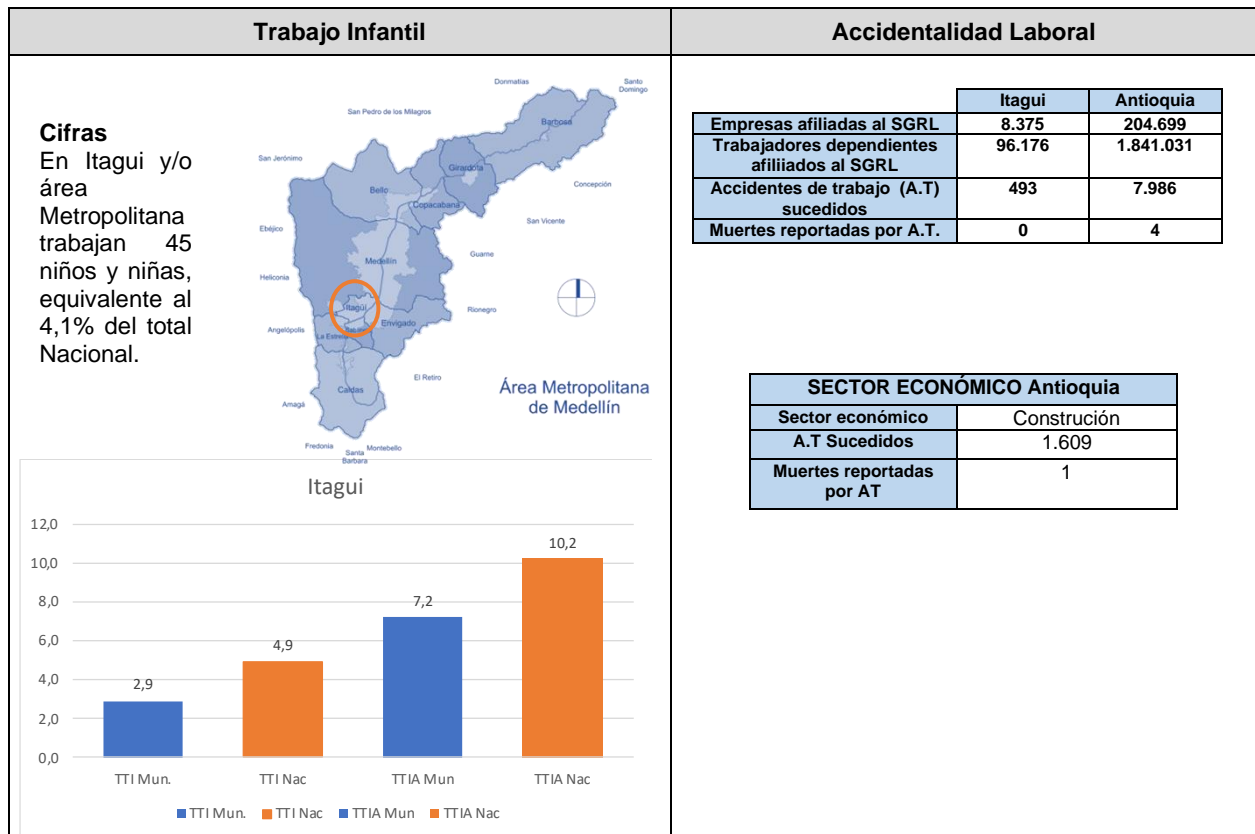 Trabajo Infantil
Accidentalidad Laboral
Cifras
En Itagui y/o
área
Metropolitana
trabajan 45
niños y niñas,
equivalente al
4,1% del total
Nacional.
Donmatías
Santo
Domingo
San Pedro de los Milagros
Barbosa
San Jerónimo
Girardota
Bello
Concepción
Copacabana
San Vicente
Ebéjico
Guarne
Medellín
Heliconia
Itagüí
Rionegro
Angelópolis
La Estrella
Envigado
El Retiro
Caldas
Amagá
Área Metropolitana
de Medellín
Fredonia
Montebello
Santa
Barbara
Itagui
12,0
10,0
8,0
6,0
4,0
2,0
0,0
2,9
4,9
7,2
10,2
TTI Mun.
TTI Nac
TTIA Mun
TTIA Nac
TTI Mun. TTI Nac TTIA Mun TTIA Nac
Itagui Antioquia
Empresas afiliadas al SGRL 8.375 204.699
Trabajadores dependientes
afiliiados al SGRL 96.176 1.841.031
Accidentes de trabajo (A.T)
sucedidos 493 7.986
Muertes reportadas por A.T. 0 4
SECTOR ECONÓMICO Antioquia
Sector económico Construción
A.T Sucedidos 1.609
Muertes reportadas
por AT 1